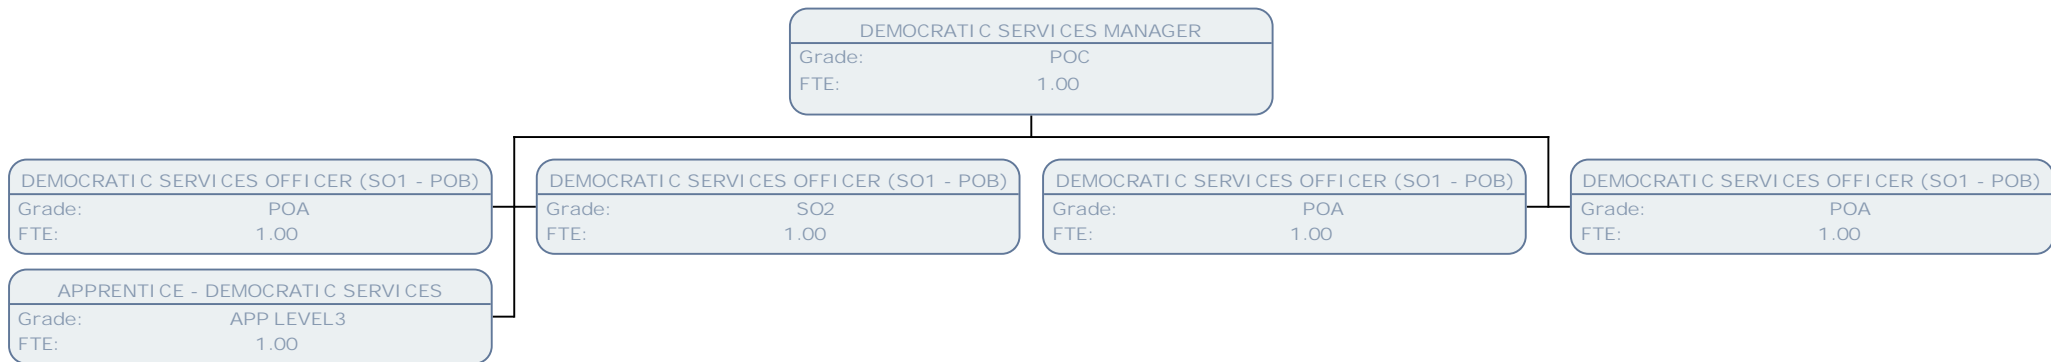 DEMOCRATIC SERVICES MANAGER
Grade: POC
FTE: 1.00
DEMOCRATIC SERVICES OFFICER (SO1 - POB)
Grade: POA
FTE: 1.00
DEMOCRATIC SERVICES OFFICER (SO1 - POB)
Grade: SO2
FTE: 1.00
DEMOCRATIC SERVICES OFFICER (SO1 - POB)
Grade: POA
FTE: 1.00
DEMOCRATIC SERVICES OFFICER (SO1 - POB)
Grade: POA
FTE: 1.00
APPRENTICE - DEMOCRATIC SERVICES
Grade: APP LEVEL3
FTE: 1.00